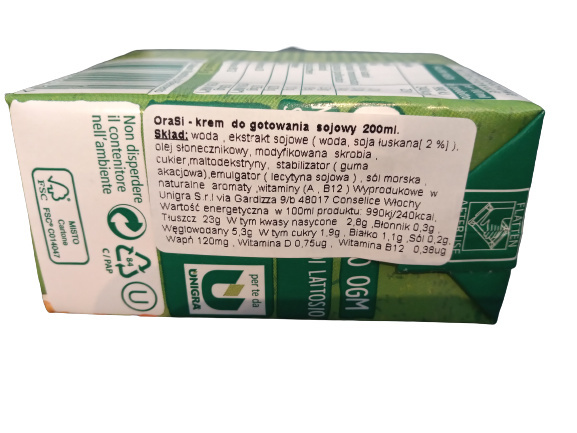 OraSi - krem do gotowania sojowy 200ml.
Skład: woda , ekstrakt sojowe ( woda, soja łuskana[ 2 %] ),
olej słonecznikowy, modyfikowana skrobia ,
cukier,maltodekstryny, stabilizator ( guma
akacjowa),emulgator ( lecytyna sojowa ) , sól morska ,
naturalne aromaty ,witaminy (A , B12 ) Wyprodukowe w
Unigra S.r.l via Gardizza 9/b 48017 Conselice Włochy
Wartość energetyczna w 100ml produktu: 990kj/240kcal,
Tłuszcz 23g W tym kwasy nasycone 2,8g ,Błonnik 0,3g ,
Węglowodany 5,3g W tym cukry 1,9g , Białko 1,1g ,Sól 0,2g,
Wapń 120mg , Witamina D 0,75ug , Witamina B12 0,38ug
Non disperdere
il contenitore
nell'ambiente
FSC
MISTO
Cartone
FSC® C014047
84
C / PAP
U
per te da
UNIGRA
O OGM
I LATTOSIO
FLATTEN
AFTER USE